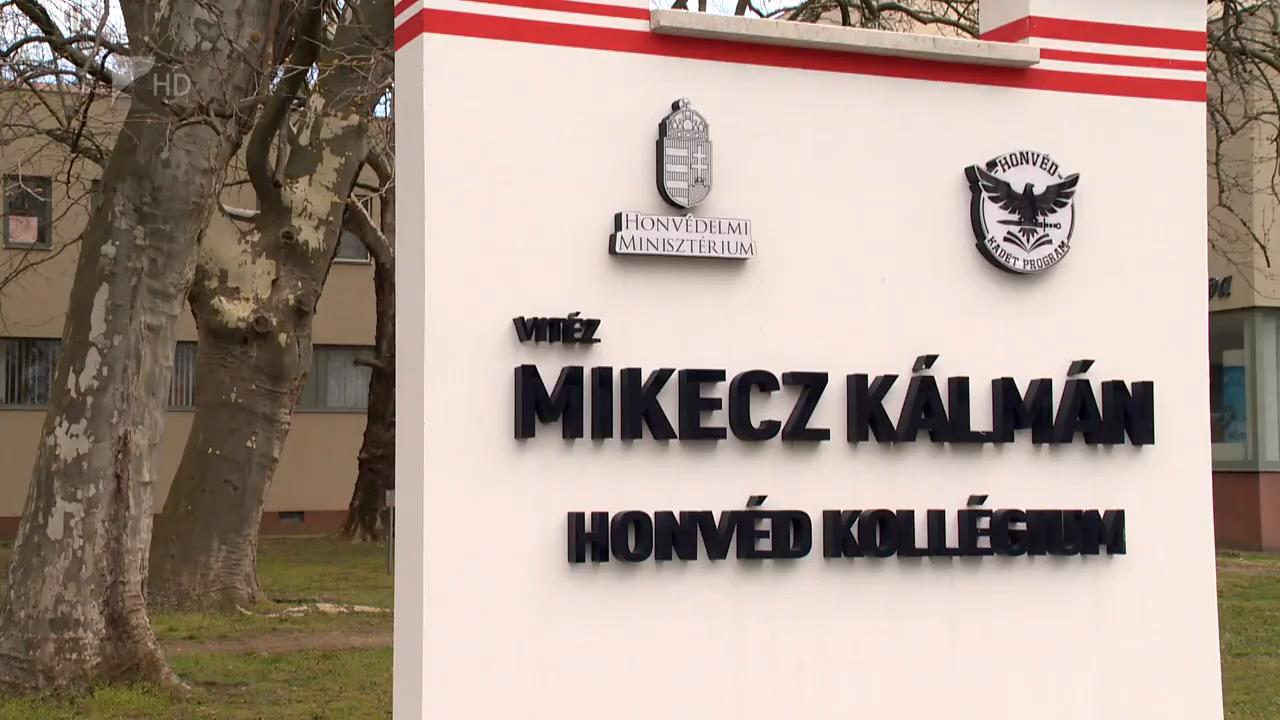 HD
HONVÉDELMI
MINISZTÉRIUM
HONVÉD
KADÉT PROGRAM
VITÉZ
MIKECZ KÁLMÁN
HONVÉD KOLLÉGIUM